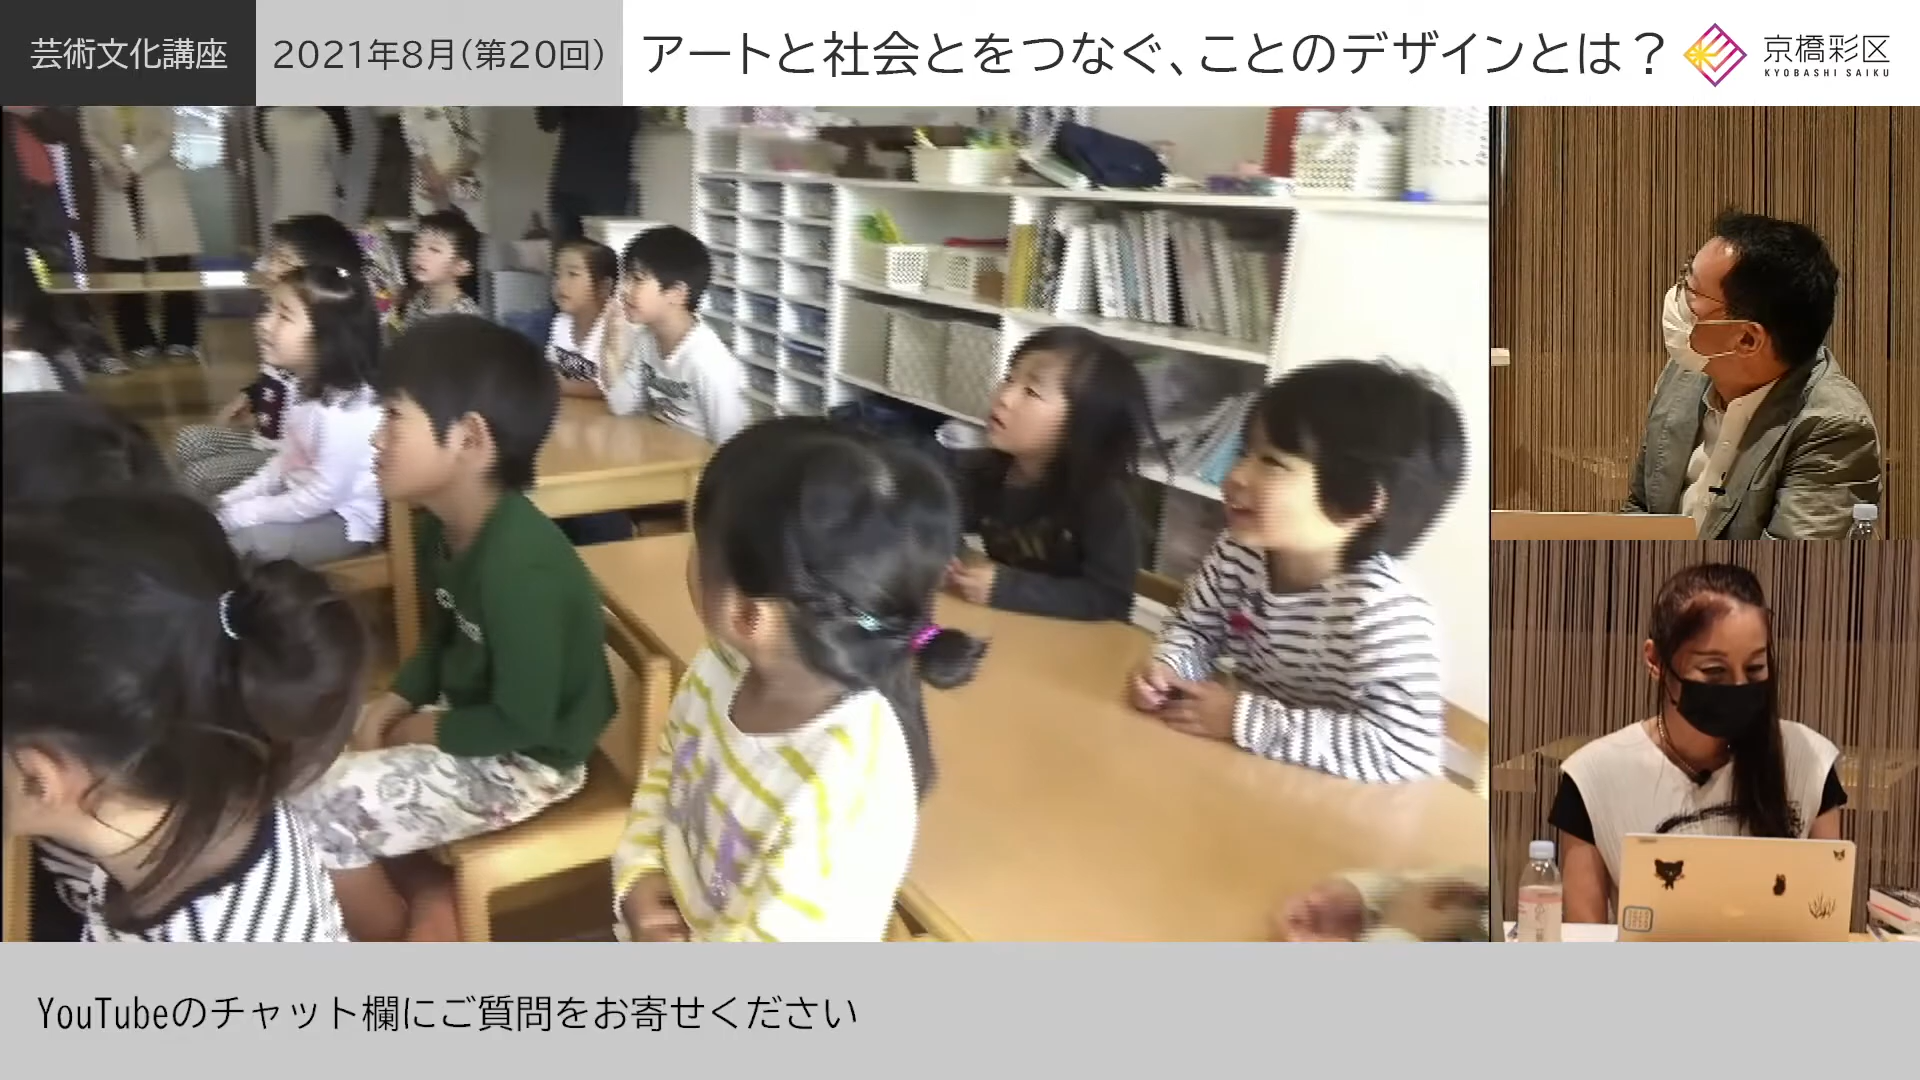 芸術文化講座
2021年8月(第20回)
アートと社会とをつなぐ、ことのデザインとは？
京橋彩区
KYOBASHI SAIKU
YouTubeのチャット欄にご質問をお寄せください